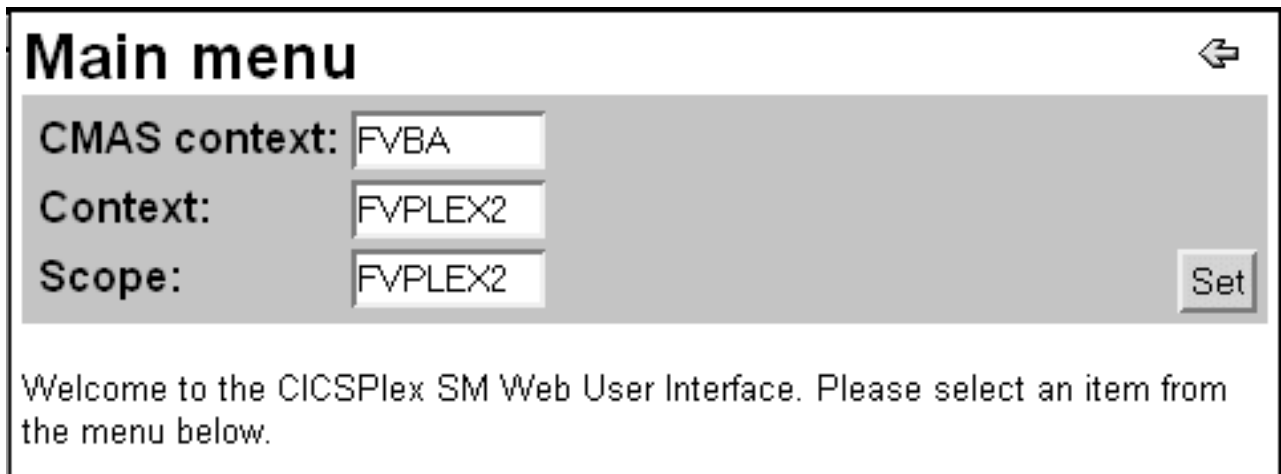 Main menu
CMAS context: FVBA
Context: FVPLEX2
Scope: FVPLEX2
Set
Welcome to the CICSPlex SM Web User Interface. Please select an item from
the menu below.